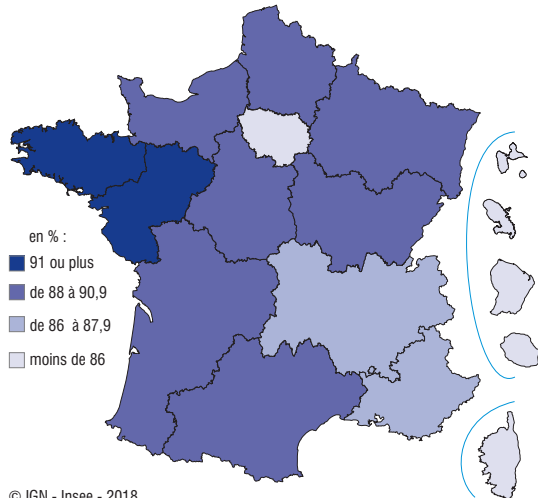 en % :
91 ou plus
de 88 à 90,9
de 86 à 87,9
moins de 86
© IGN - Insee - 2018